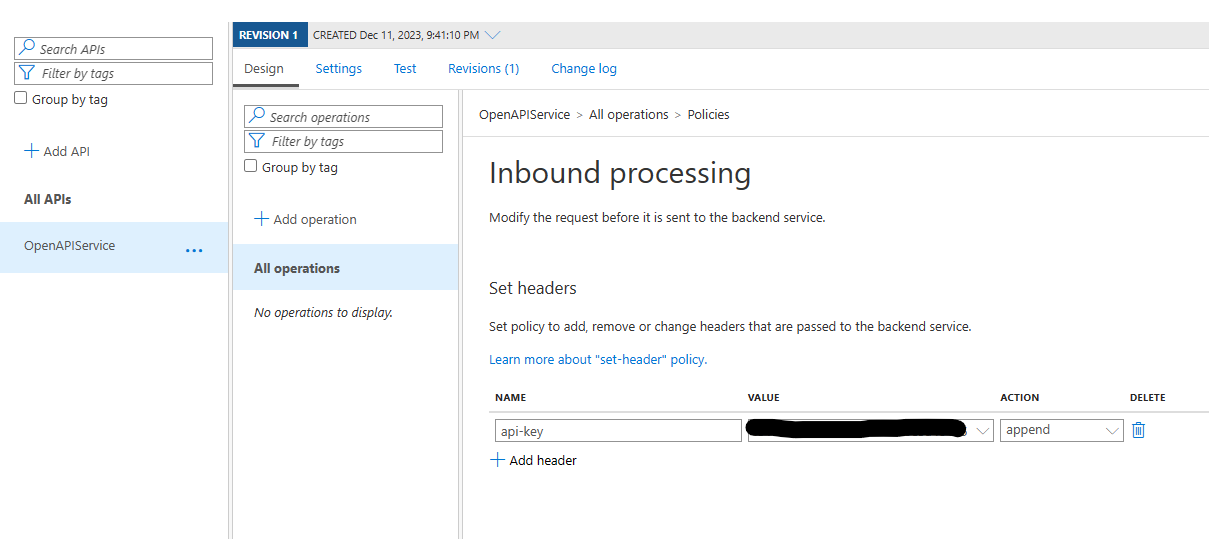 REVISION 1 CREATED Dec 11, 2023, 9:41:10 PM
Search APIs
Filter by tags
Group by tag
Add API
All APIs
OpenAPIService ...
Design Settings Test Revisions (1) Change log
Search operations
Filter by tags
Group by tag
Add operation
All operations
No operations to display.
OpenAPIService > All operations > Policies
Inbound processing
Modify the request before it is sent to the backend service.
Set headers
Set policy to add, remove or change headers that are passed to the backend service.
Learn more about "set-header" policy.
NAME VALUE ACTION DELETE
api-key append
Add header